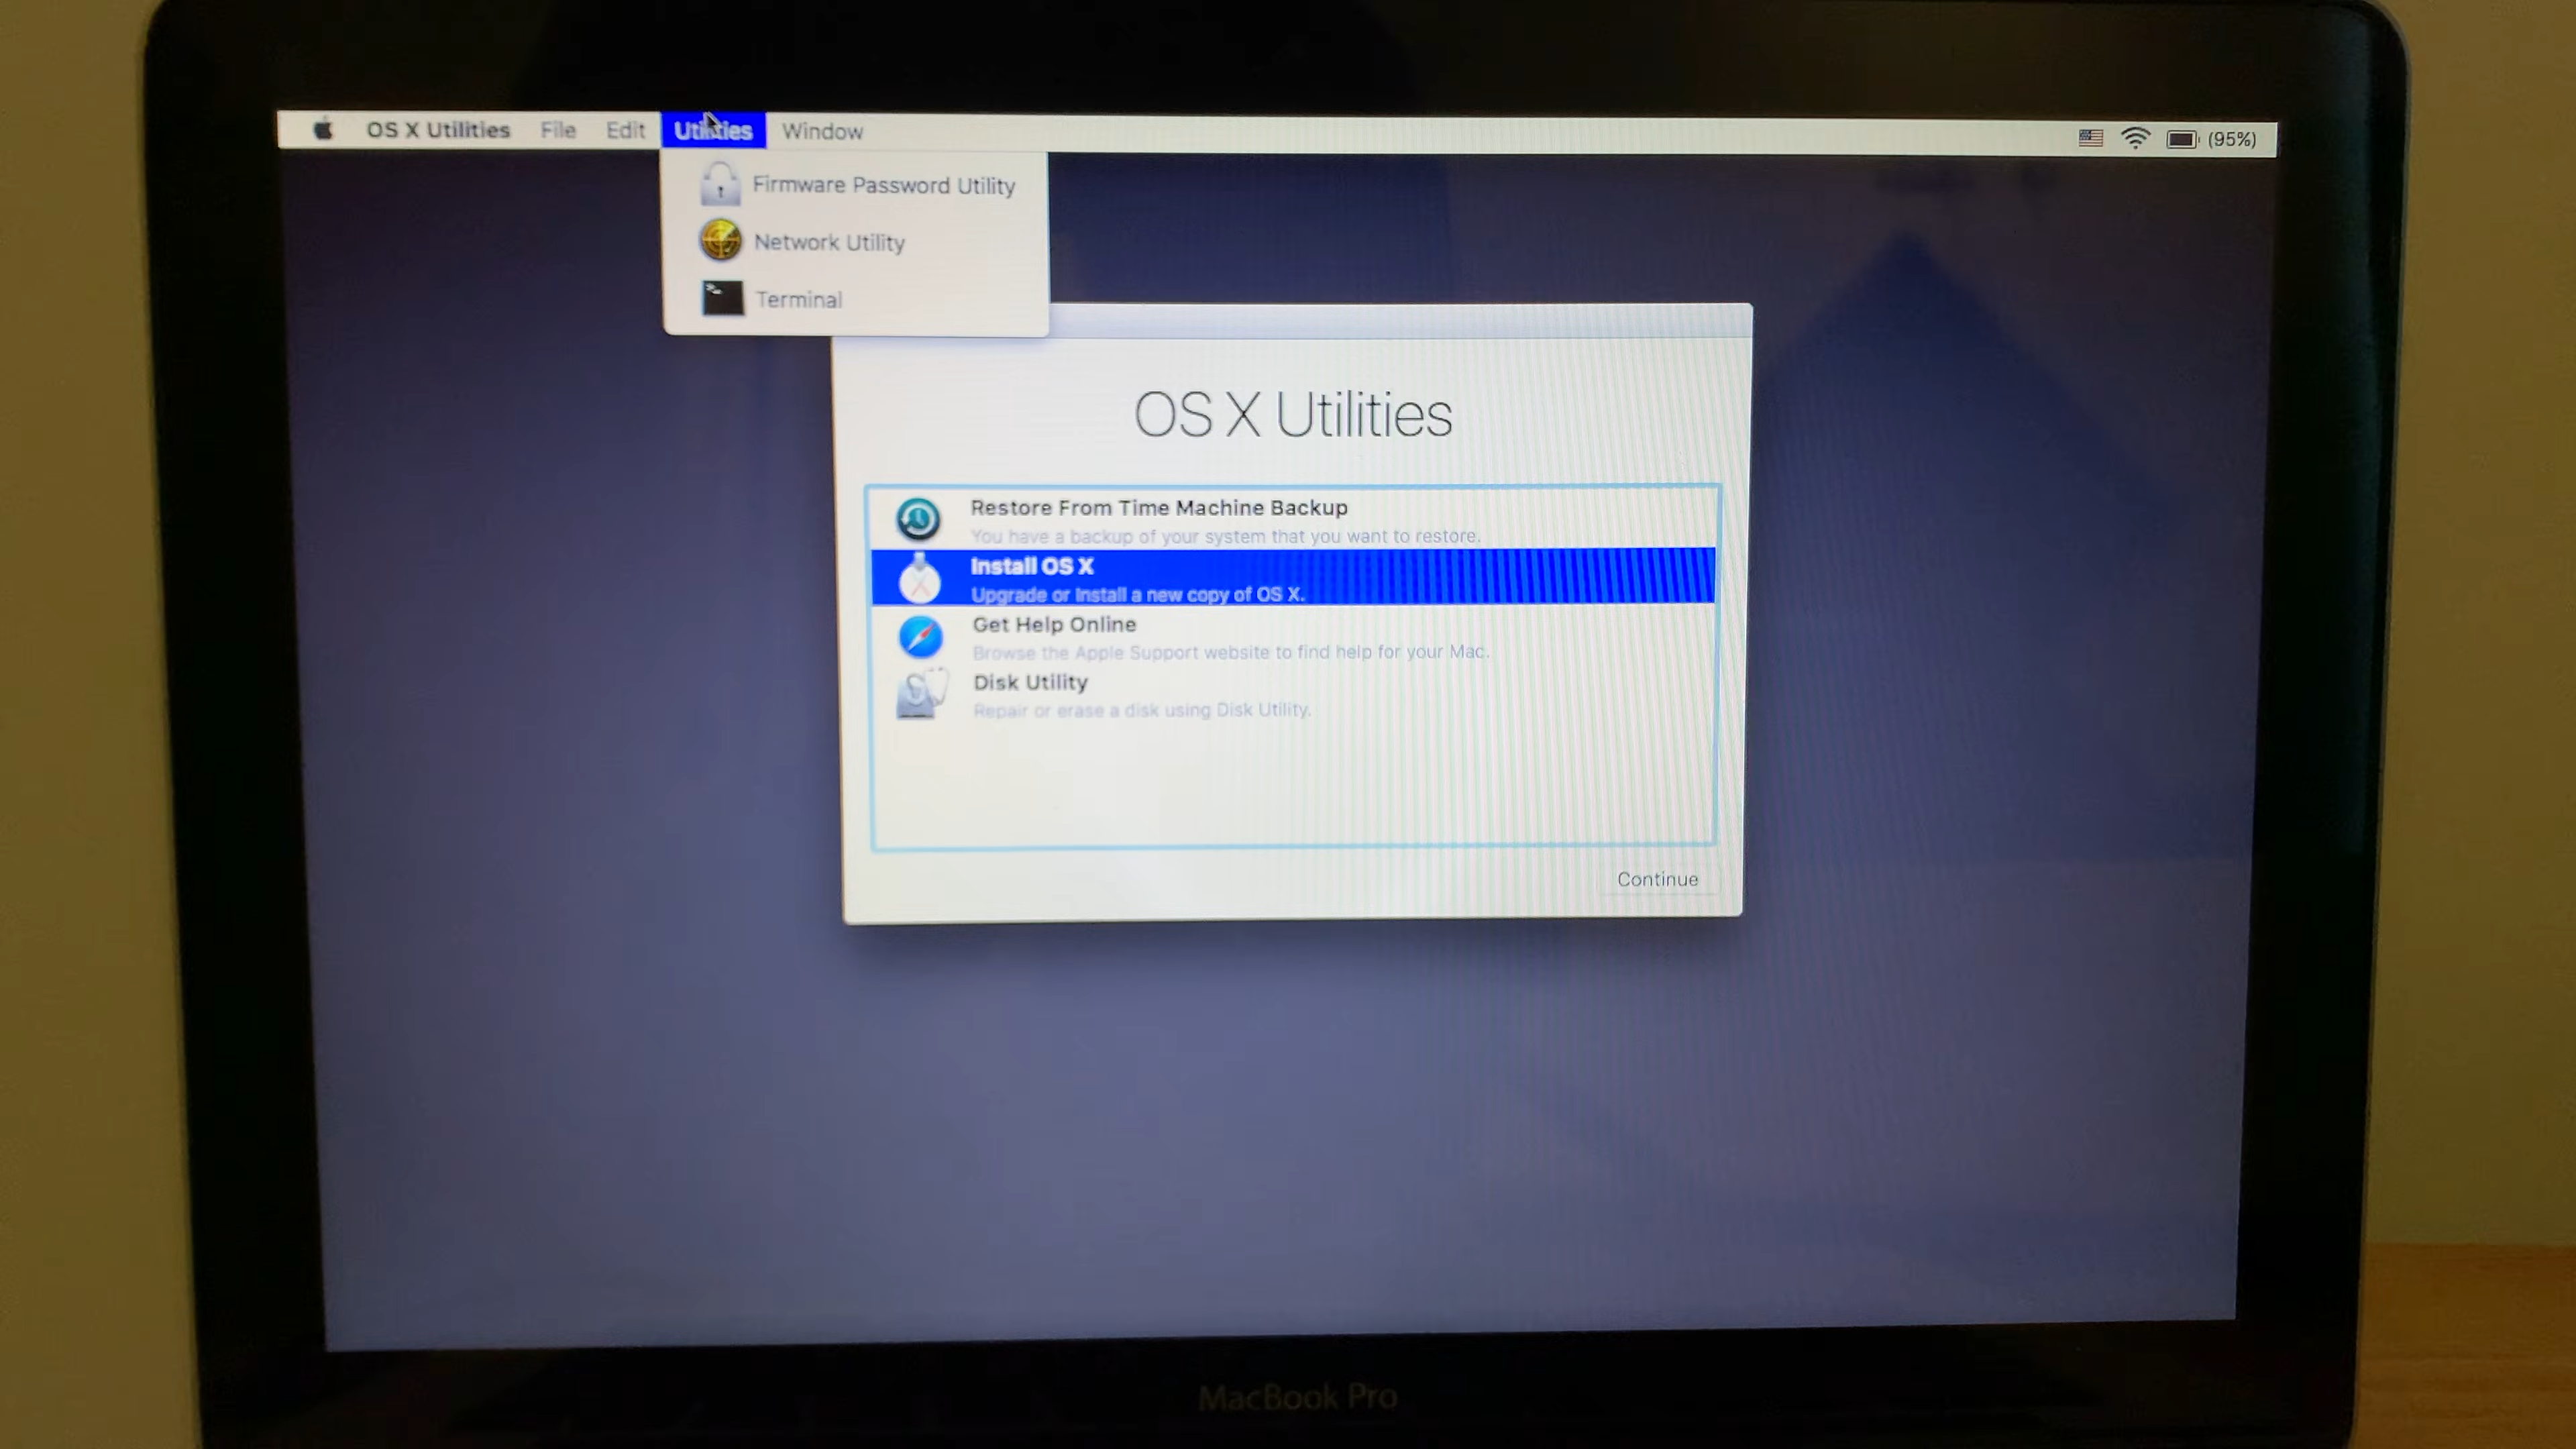 OS X Utilities File Edit Utilities Window (95%)
Firmware Password Utility
Network Utility
Terminal
OS X Utilities
Restore From Time Machine Backup
You have a backup of your system that you want to restore.
Install OS X
Upgrade or Install a new copy of OS X.
Get Help Online
Browse the Apple Support website to find help for your Mac.
Disk Utility
Repair or erase a disk using Disk Utility.
Continue
MacBook Pro